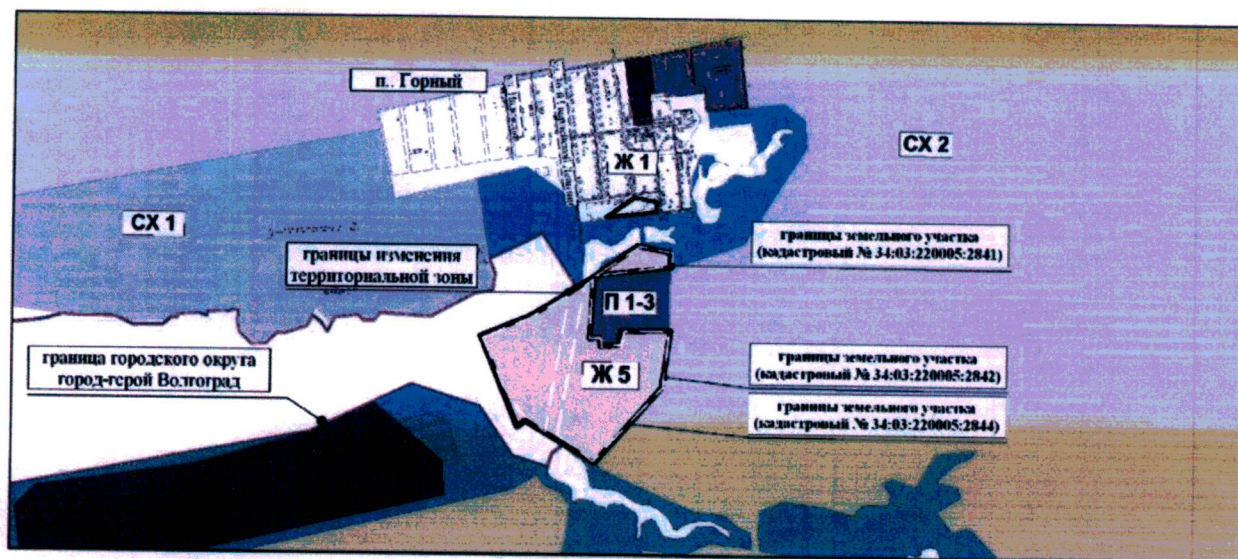 п.. Горный
Ж 1
СХ 2
СХ 1
границы изменения
территориальной зоны
границы земельного участка
(кадастровый № 34:03:220005:2841)
П 1-3
граница городского округа
город-герой Волгоград
Ж 5
границы земельного участка
(кадастровый № 34:03:220005:2842)
границы земельного участка
(кадастровый № 34:03:220005:2844)